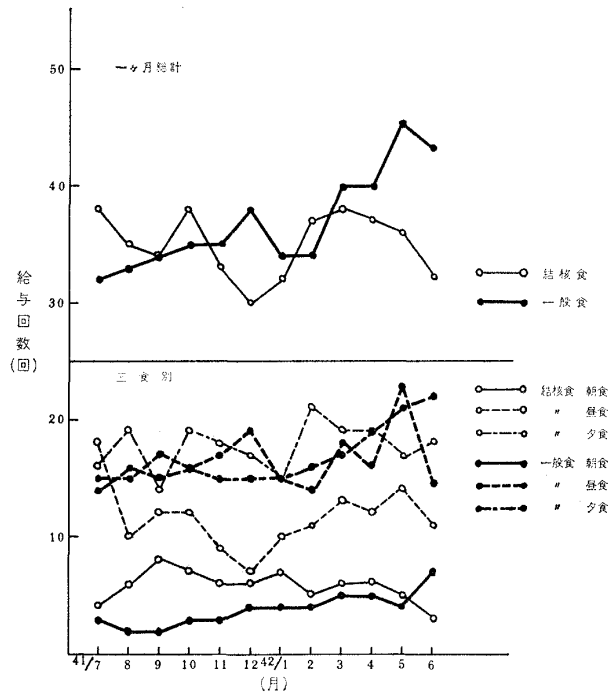 50
一ヶ月総計
40
30
給与回数(回)
結核食
一般食
三食別
20
10
結核食 朝食
〃 昼食
〃 夕食
一般食 朝食
〃 昼食
〃 夕食
41/7 8 9 10 11 12 42/1 2 3 4 5 6
(月)